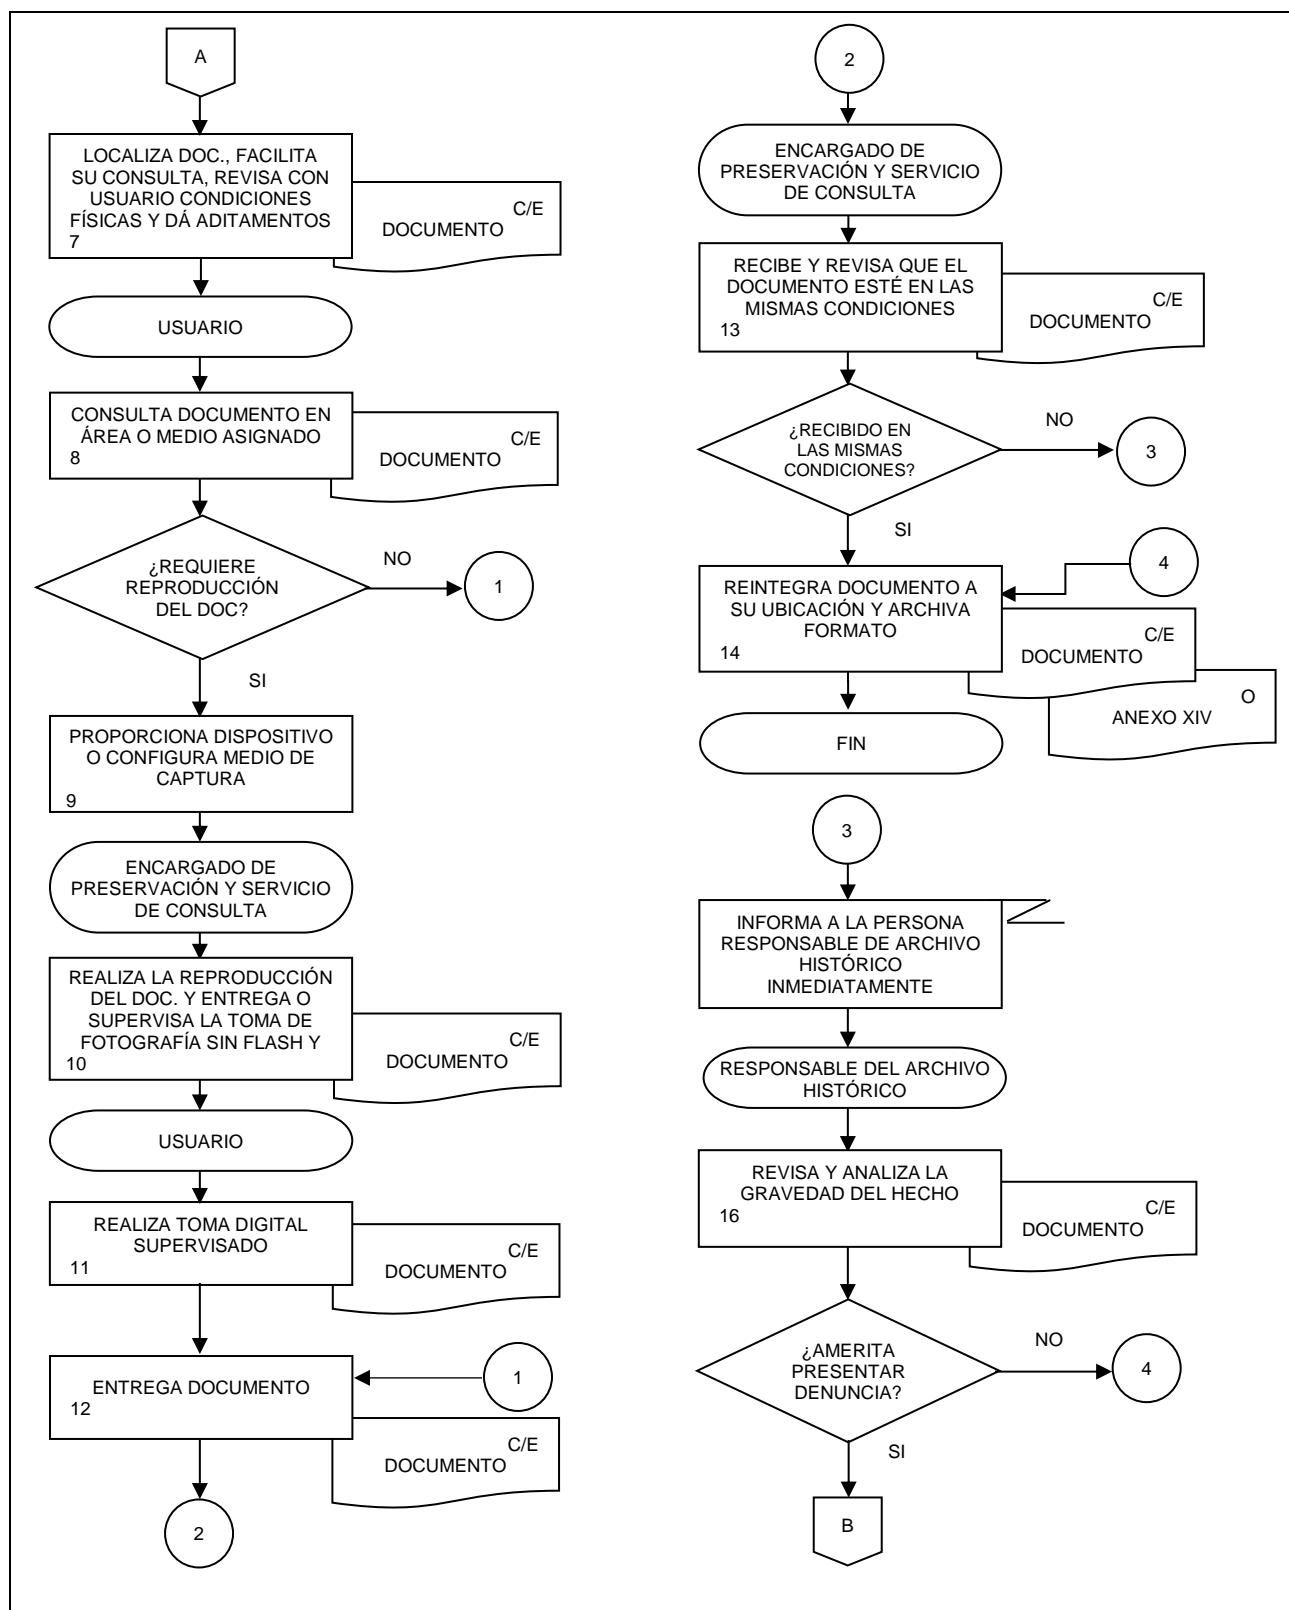 A
LOCALIZA DOC., FACILITA
SU CONSULTA, REVISA CON
USUARIO CONDICIONES
FÍSICAS Y DÁ ADITAMENTOS
7
C/E
DOCUMENTO
USUARIO
CONSULTA DOCUMENTO EN
ÁREA O MEDIO ASIGNADO
8
C/E
DOCUMENTO
¿REQUIERE
REPRODUCCIÓN
DEL DOC?
NO
1
SI
PROPORCIONA DISPOSITIVO
O CONFIGURA MEDIO DE
CAPTURA
9
ENCARGADO DE
PRESERVACIÓN Y SERVICIO
DE CONSULTA
REALIZA LA REPRODUCCIÓN
DEL DOC. Y ENTREGA O
SUPERVISA LA TOMA DE
FOTOGRAFÍA SIN FLASH Y
10
C/E
DOCUMENTO
USUARIO
REALIZA TOMA DIGITAL
SUPERVISADO
11
C/E
DOCUMENTO
1
ENTREGA DOCUMENTO
12
C/E
DOCUMENTO
2
2
ENCARGADO DE
PRESERVACIÓN Y SERVICIO
DE CONSULTA
RECIBE Y REVISA QUE EL
DOCUMENTO ESTÉ EN LAS
MISMAS CONDICIONES
13
C/E
DOCUMENTO
¿RECIBIDO EN
LAS MISMAS
CONDICIONES?
NO
3
SI
4
REINTEGRA DOCUMENTO A
SU UBICACIÓN Y ARCHIVA
FORMATO
14
C/E
DOCUMENTO
O
ANEXO XIV
FIN
3
INFORMA A LA PERSONA
RESPONSABLE DE ARCHIVO
HISTÓRICO
INMEDIATAMENTE
RESPONSABLE DEL ARCHIVO
HISTÓRICO
REVISA Y ANALIZA LA
GRAVEDAD DEL HECHO
16
C/E
DOCUMENTO
¿AMERITA
PRESENTAR
DENUNCIA?
NO
4
SI
B